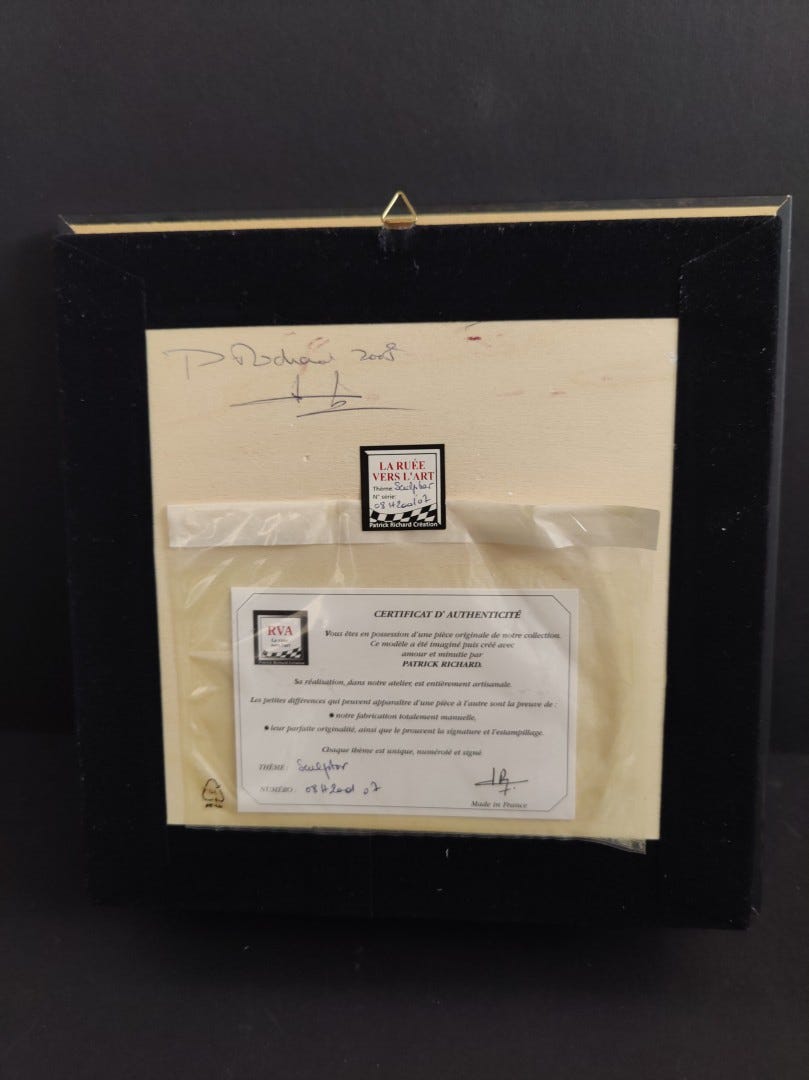 P Richard 2008
LA RUÉE
VERS L'ART
Thème: Sculptor
N° série:
08H2001 07
Patrick Richard Création
CERTIFICAT D'AUTHENTICITÉ
RVA
Patrick Richard Création
Vous êtes en possession d'une pièce originale de notre collection.
Ce modèle a été imaginé puis créé avec
amour et minutie par
PATRICK RICHARD.
Sa réalisation, dans notre atelier, est entièrement artisanale.
Les petites différences qui peuvent apparaître d'une pièce à l'autre sont la preuve de :
● notre fabrication totalement manuelle,
● leur parfaite originalité, ainsi que le prouvent la signature et l'estampillage.
Chaque thème est unique, numéroté et signé
THÈME : Sculptor
NUMÉRO : 08H2001 07
Made in France